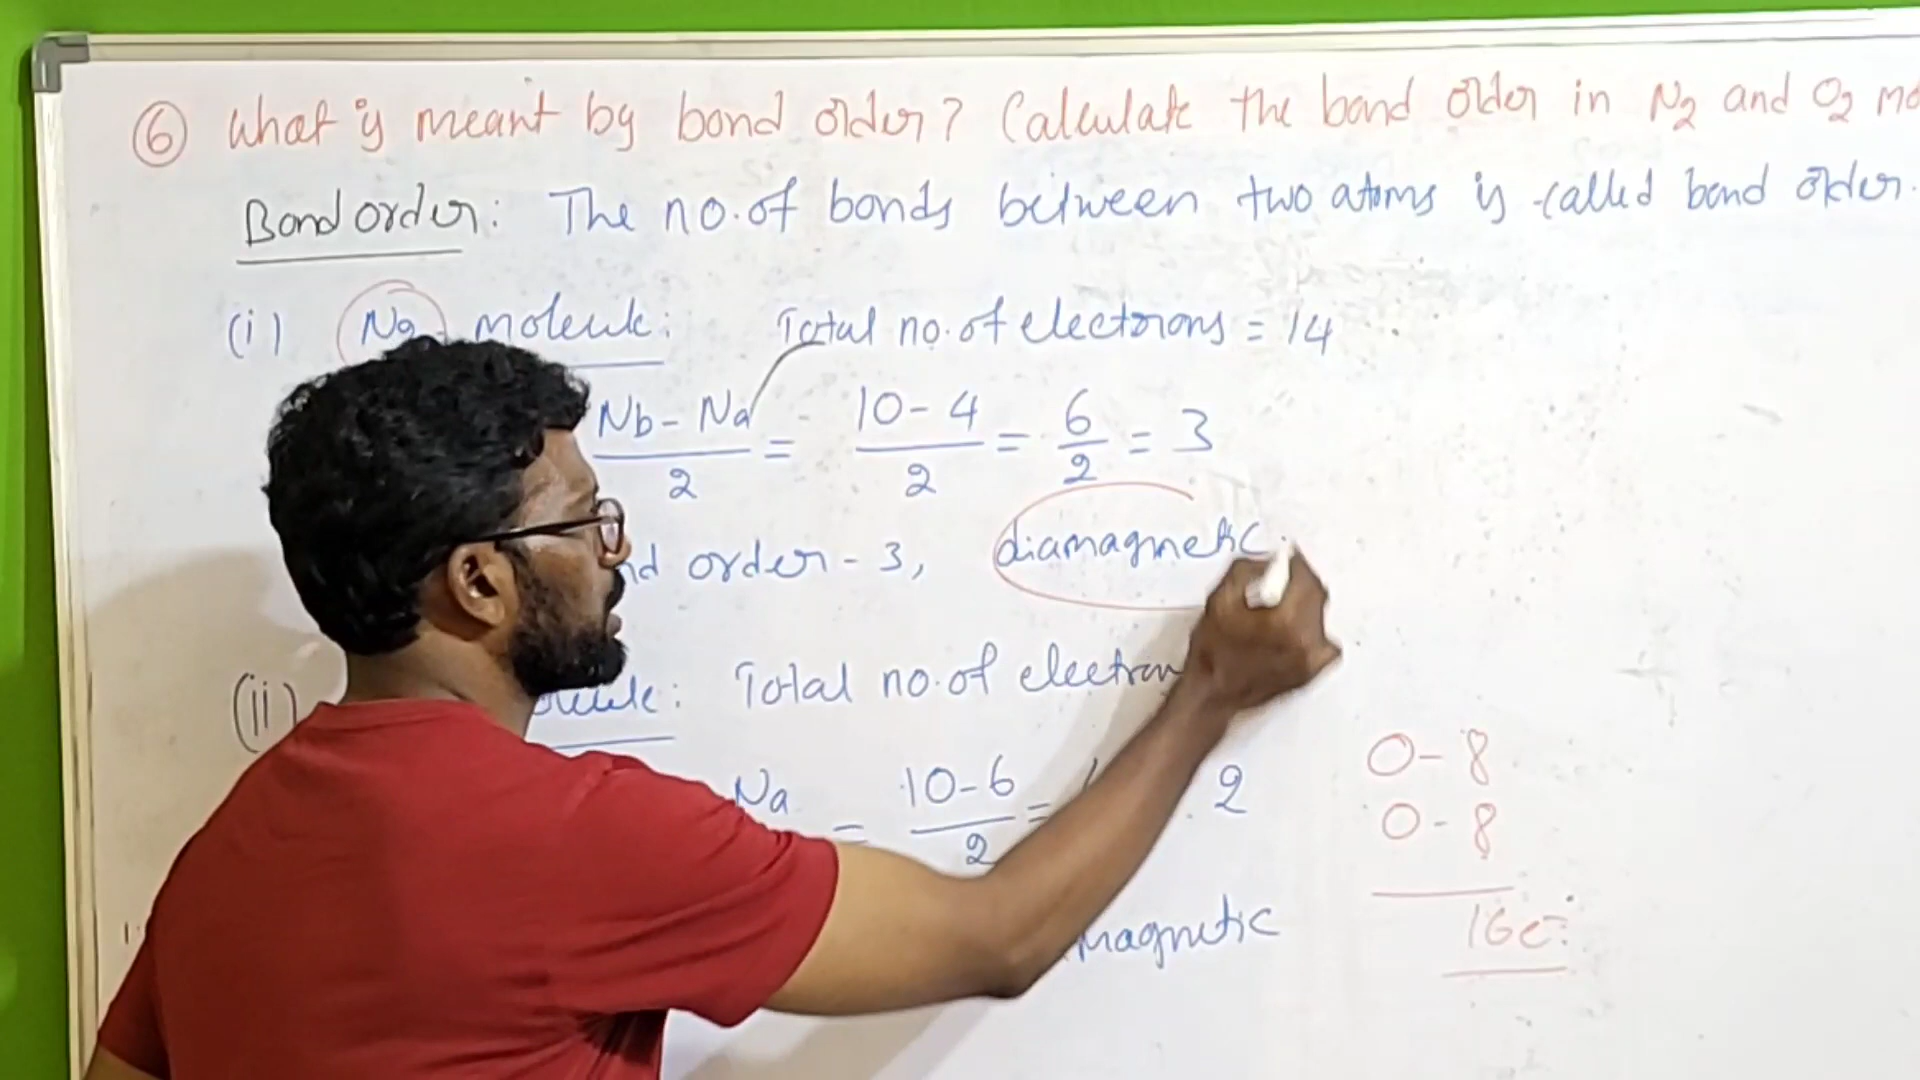 ⑥ What is meant by bond order? Calculate the bond order in N2 and O2 mo
Bond order: The no. of bonds between two atoms is called bond order.
(i) N2 molecule: Total no. of electrons = 14
Nb - Na / 2 = 10 - 4 / 2 = 6 / 2 = 3
nd order - 3, diamagnetic.
(ii) cule: Total no. of electron
Na = 10 - 6 / 2 = 2
magnetic
O - 8
O - 8
16e-